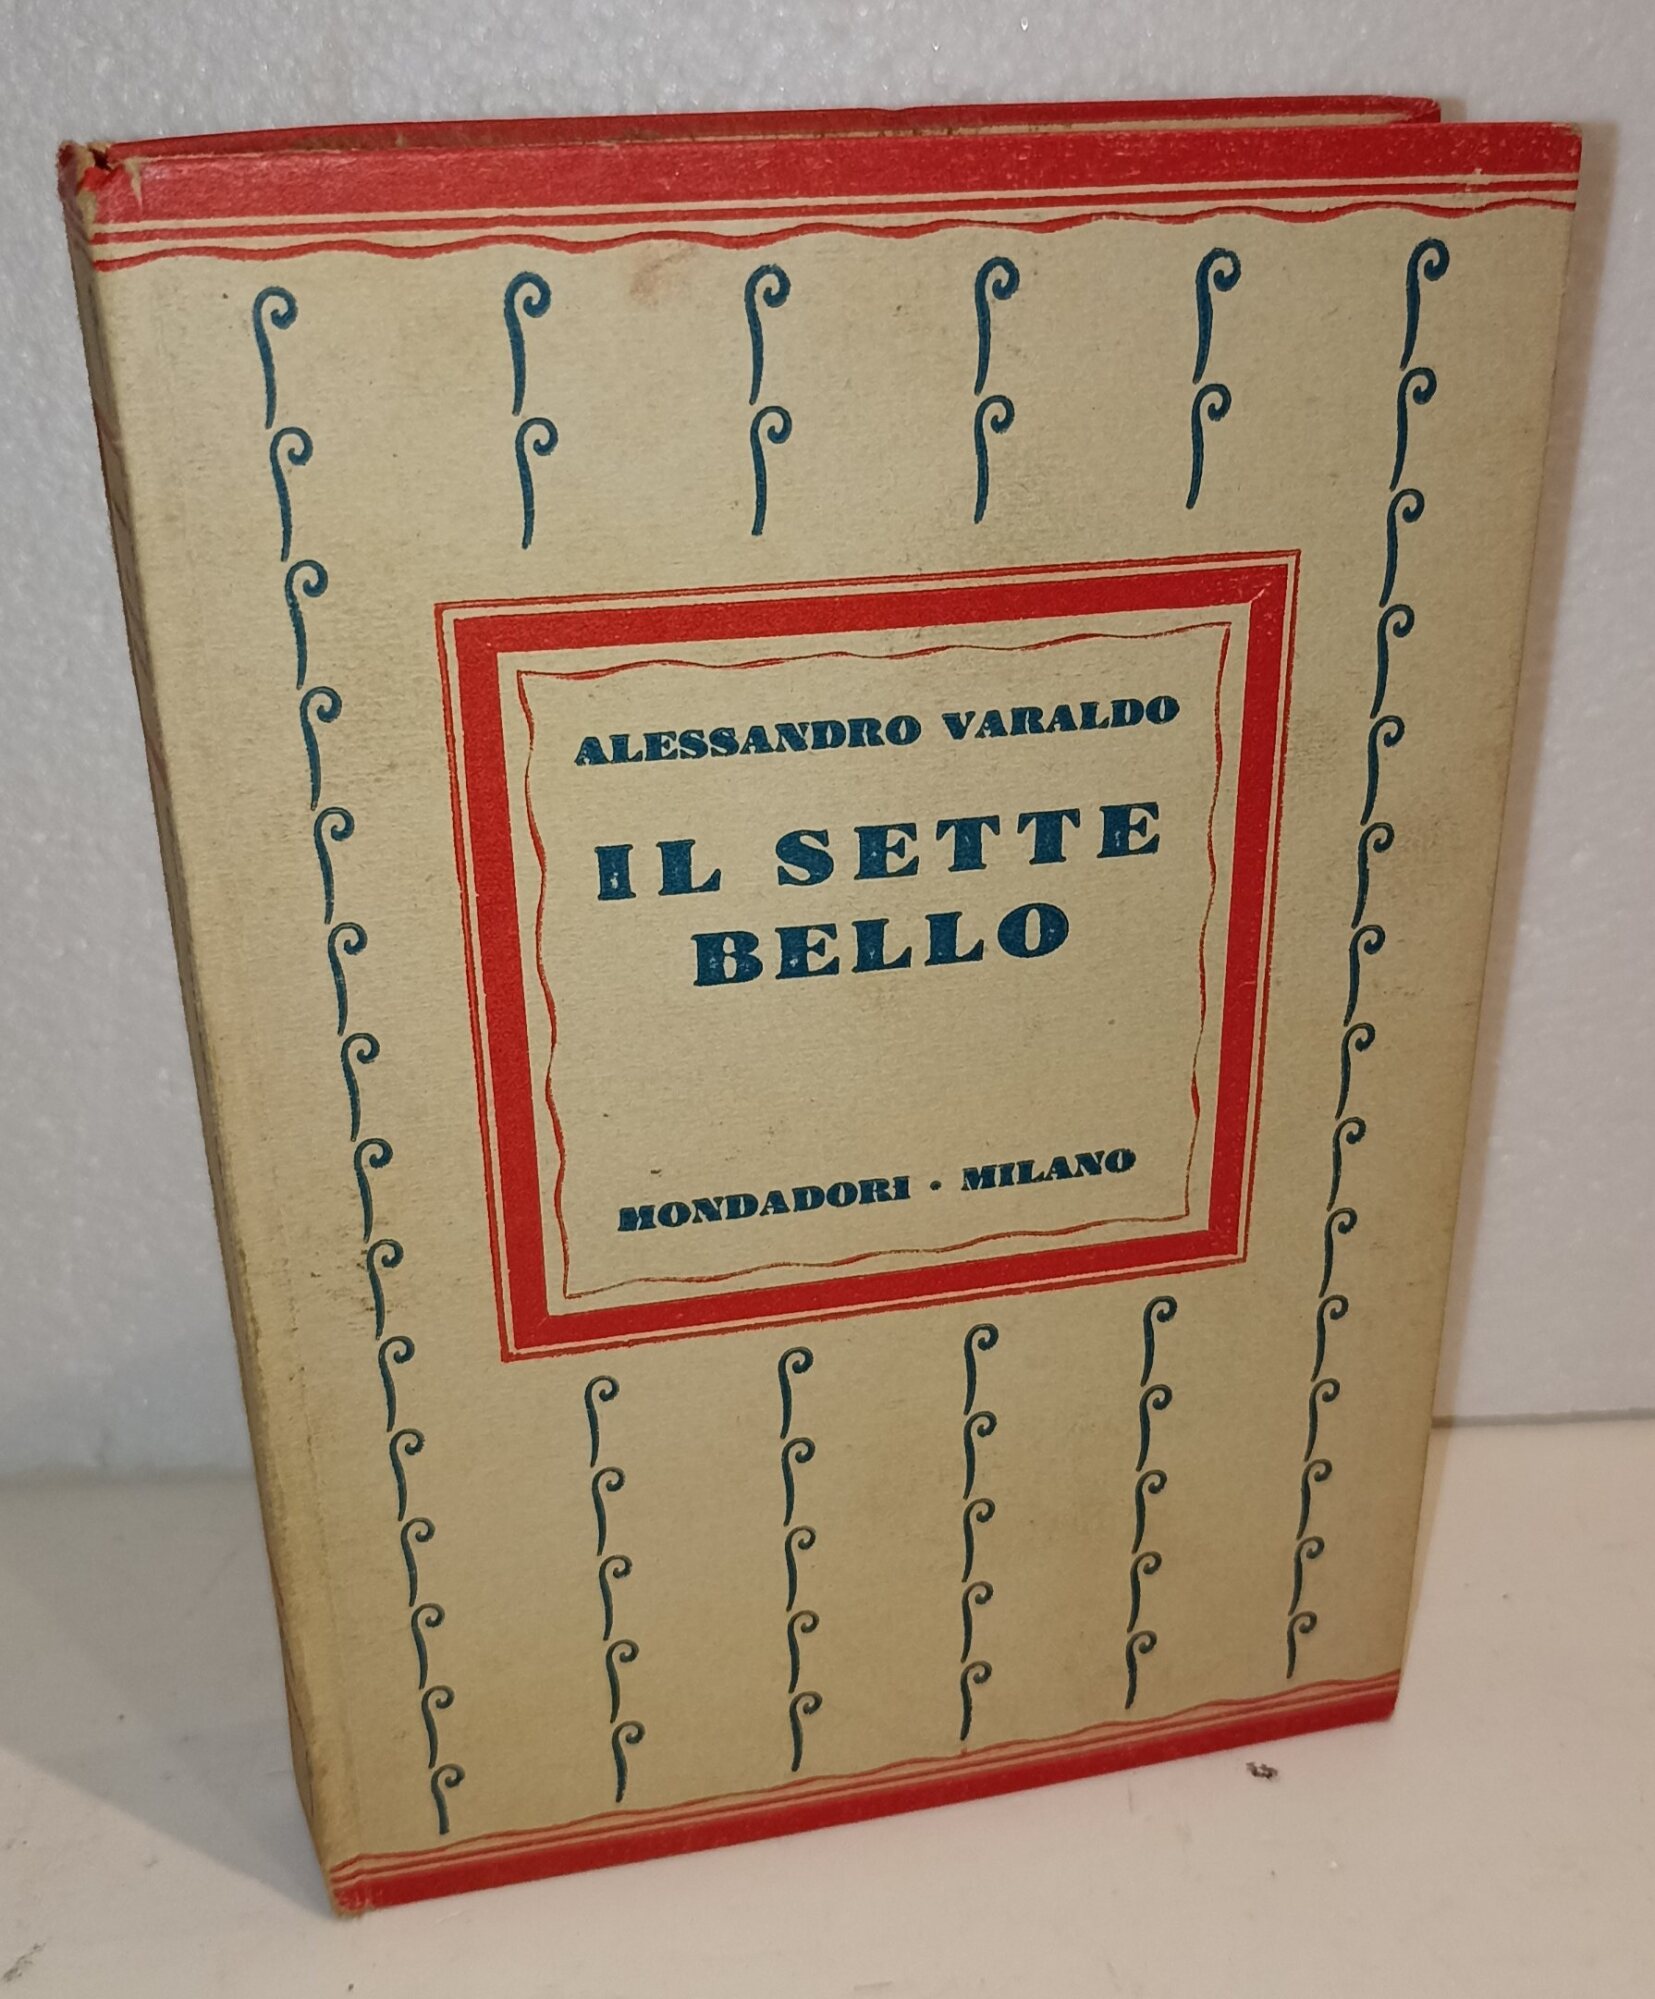 ALESSANDRO VARALDO
IL SETTE
BELLO
MONDADORI · MILANO